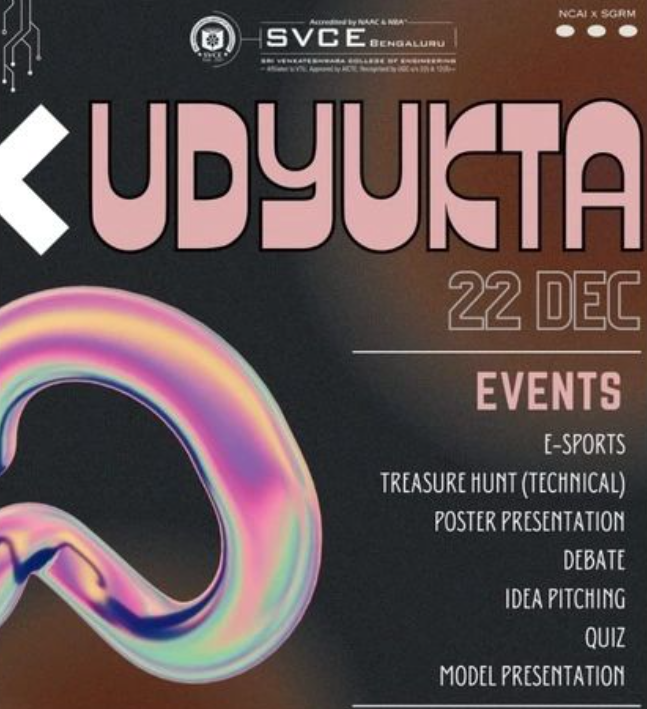 NCAI x SGRM
Accredited by NAAC & NBA*
SVCE BENGALURU
SRI VENKATESHWARA COLLEGE OF ENGINEERING
UDYUKTA
22 DEC
EVENTS
E-SPORTS
TREASURE HUNT (TECHNICAL)
POSTER PRESENTATION
DEBATE
IDEA PITCHING
QUIZ
MODEL PRESENTATION